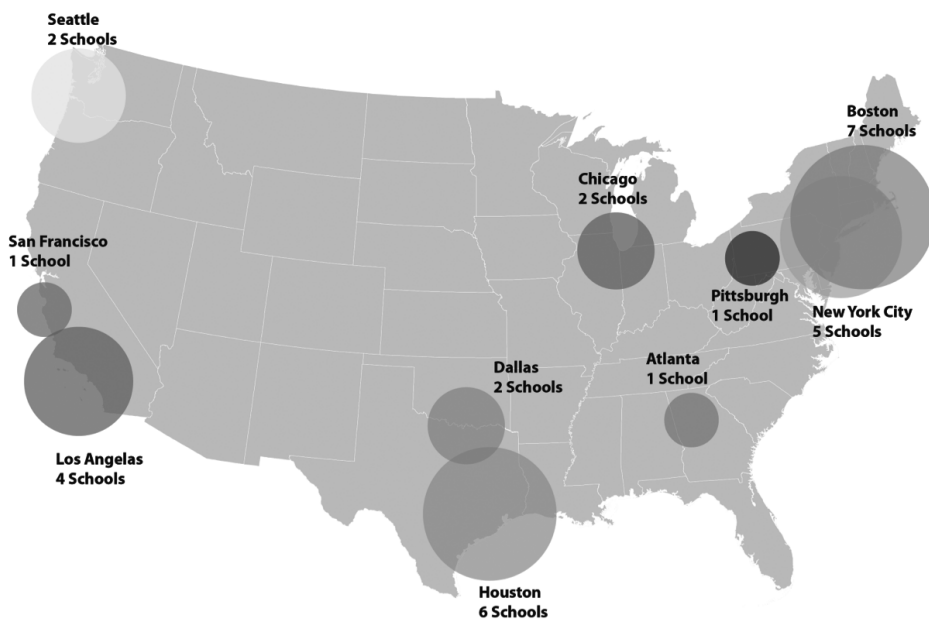 Seattle
2 Schools
Boston
7 Schools
Chicago
2 Schools
San Francisco
1 School
Pittsburgh
1 School
New York City
5 Schools
Dallas
2 Schools
Atlanta
1 School
Los Angelas
4 Schools
Houston
6 Schools